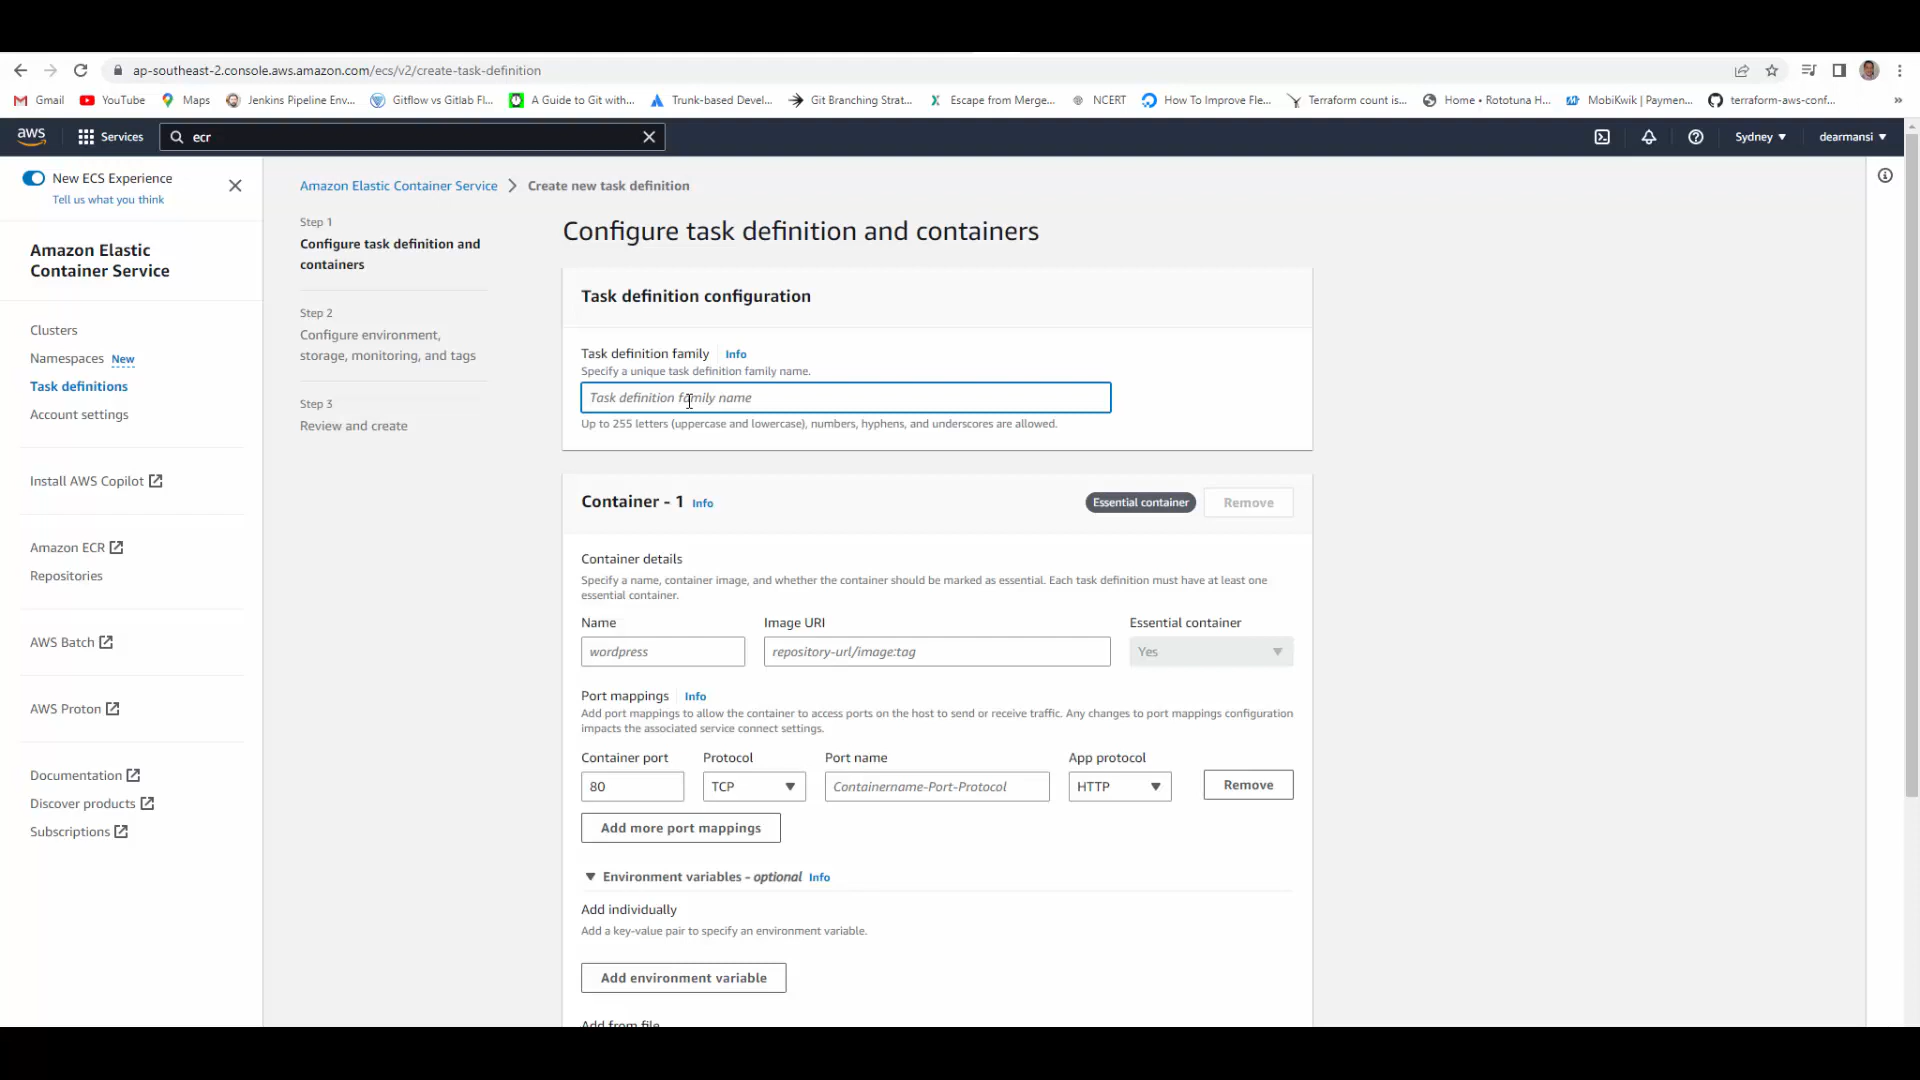 ap-southeast-2.console.aws.amazon.com/ecs/v2/create-task-definition
Gmail YouTube Maps Jenkins Pipeline Env... Gitflow vs Gitlab Fl... A Guide to Git with... Trunk-based Devel... Git Branching Strat... Escape from Merge... NCERT How To Improve Fle... Terraform count is... Home • Rototuna H... MobiKwik | Paymen... terraform-aws-conf... »
aws Services ecr Sydney dearmansi
New ECS Experience
Tell us what you think
Amazon Elastic
Container Service
Clusters
Namespaces New
Task definitions
Account settings
Install AWS Copilot
Amazon ECR
Repositories
AWS Batch
AWS Proton
Documentation
Discover products
Subscriptions
Amazon Elastic Container Service Create new task definition
Step 1
Configure task definition and
containers
Step 2
Configure environment,
storage, monitoring, and tags
Step 3
Review and create
Configure task definition and containers
Task definition configuration
Task definition family Info
Specify a unique task definition family name.
Task definition family name
Up to 255 letters (uppercase and lowercase), numbers, hyphens, and underscores are allowed.
Container - 1 Info Essential container Remove
Container details
Specify a name, container image, and whether the container should be marked as essential. Each task definition must have at least one
essential container.
Name Image URI Essential container
wordpress repository-url/image:tag Yes
Port mappings Info
Add port mappings to allow the container to access ports on the host to send or receive traffic. Any changes to port mappings configuration
impacts the associated service connect settings.
Container port Protocol Port name App protocol
80 TCP Containername-Port-Protocol HTTP Remove
Add more port mappings
Environment variables - optional Info
Add individually
Add a key-value pair to specify an environment variable.
Add environment variable
Add from file